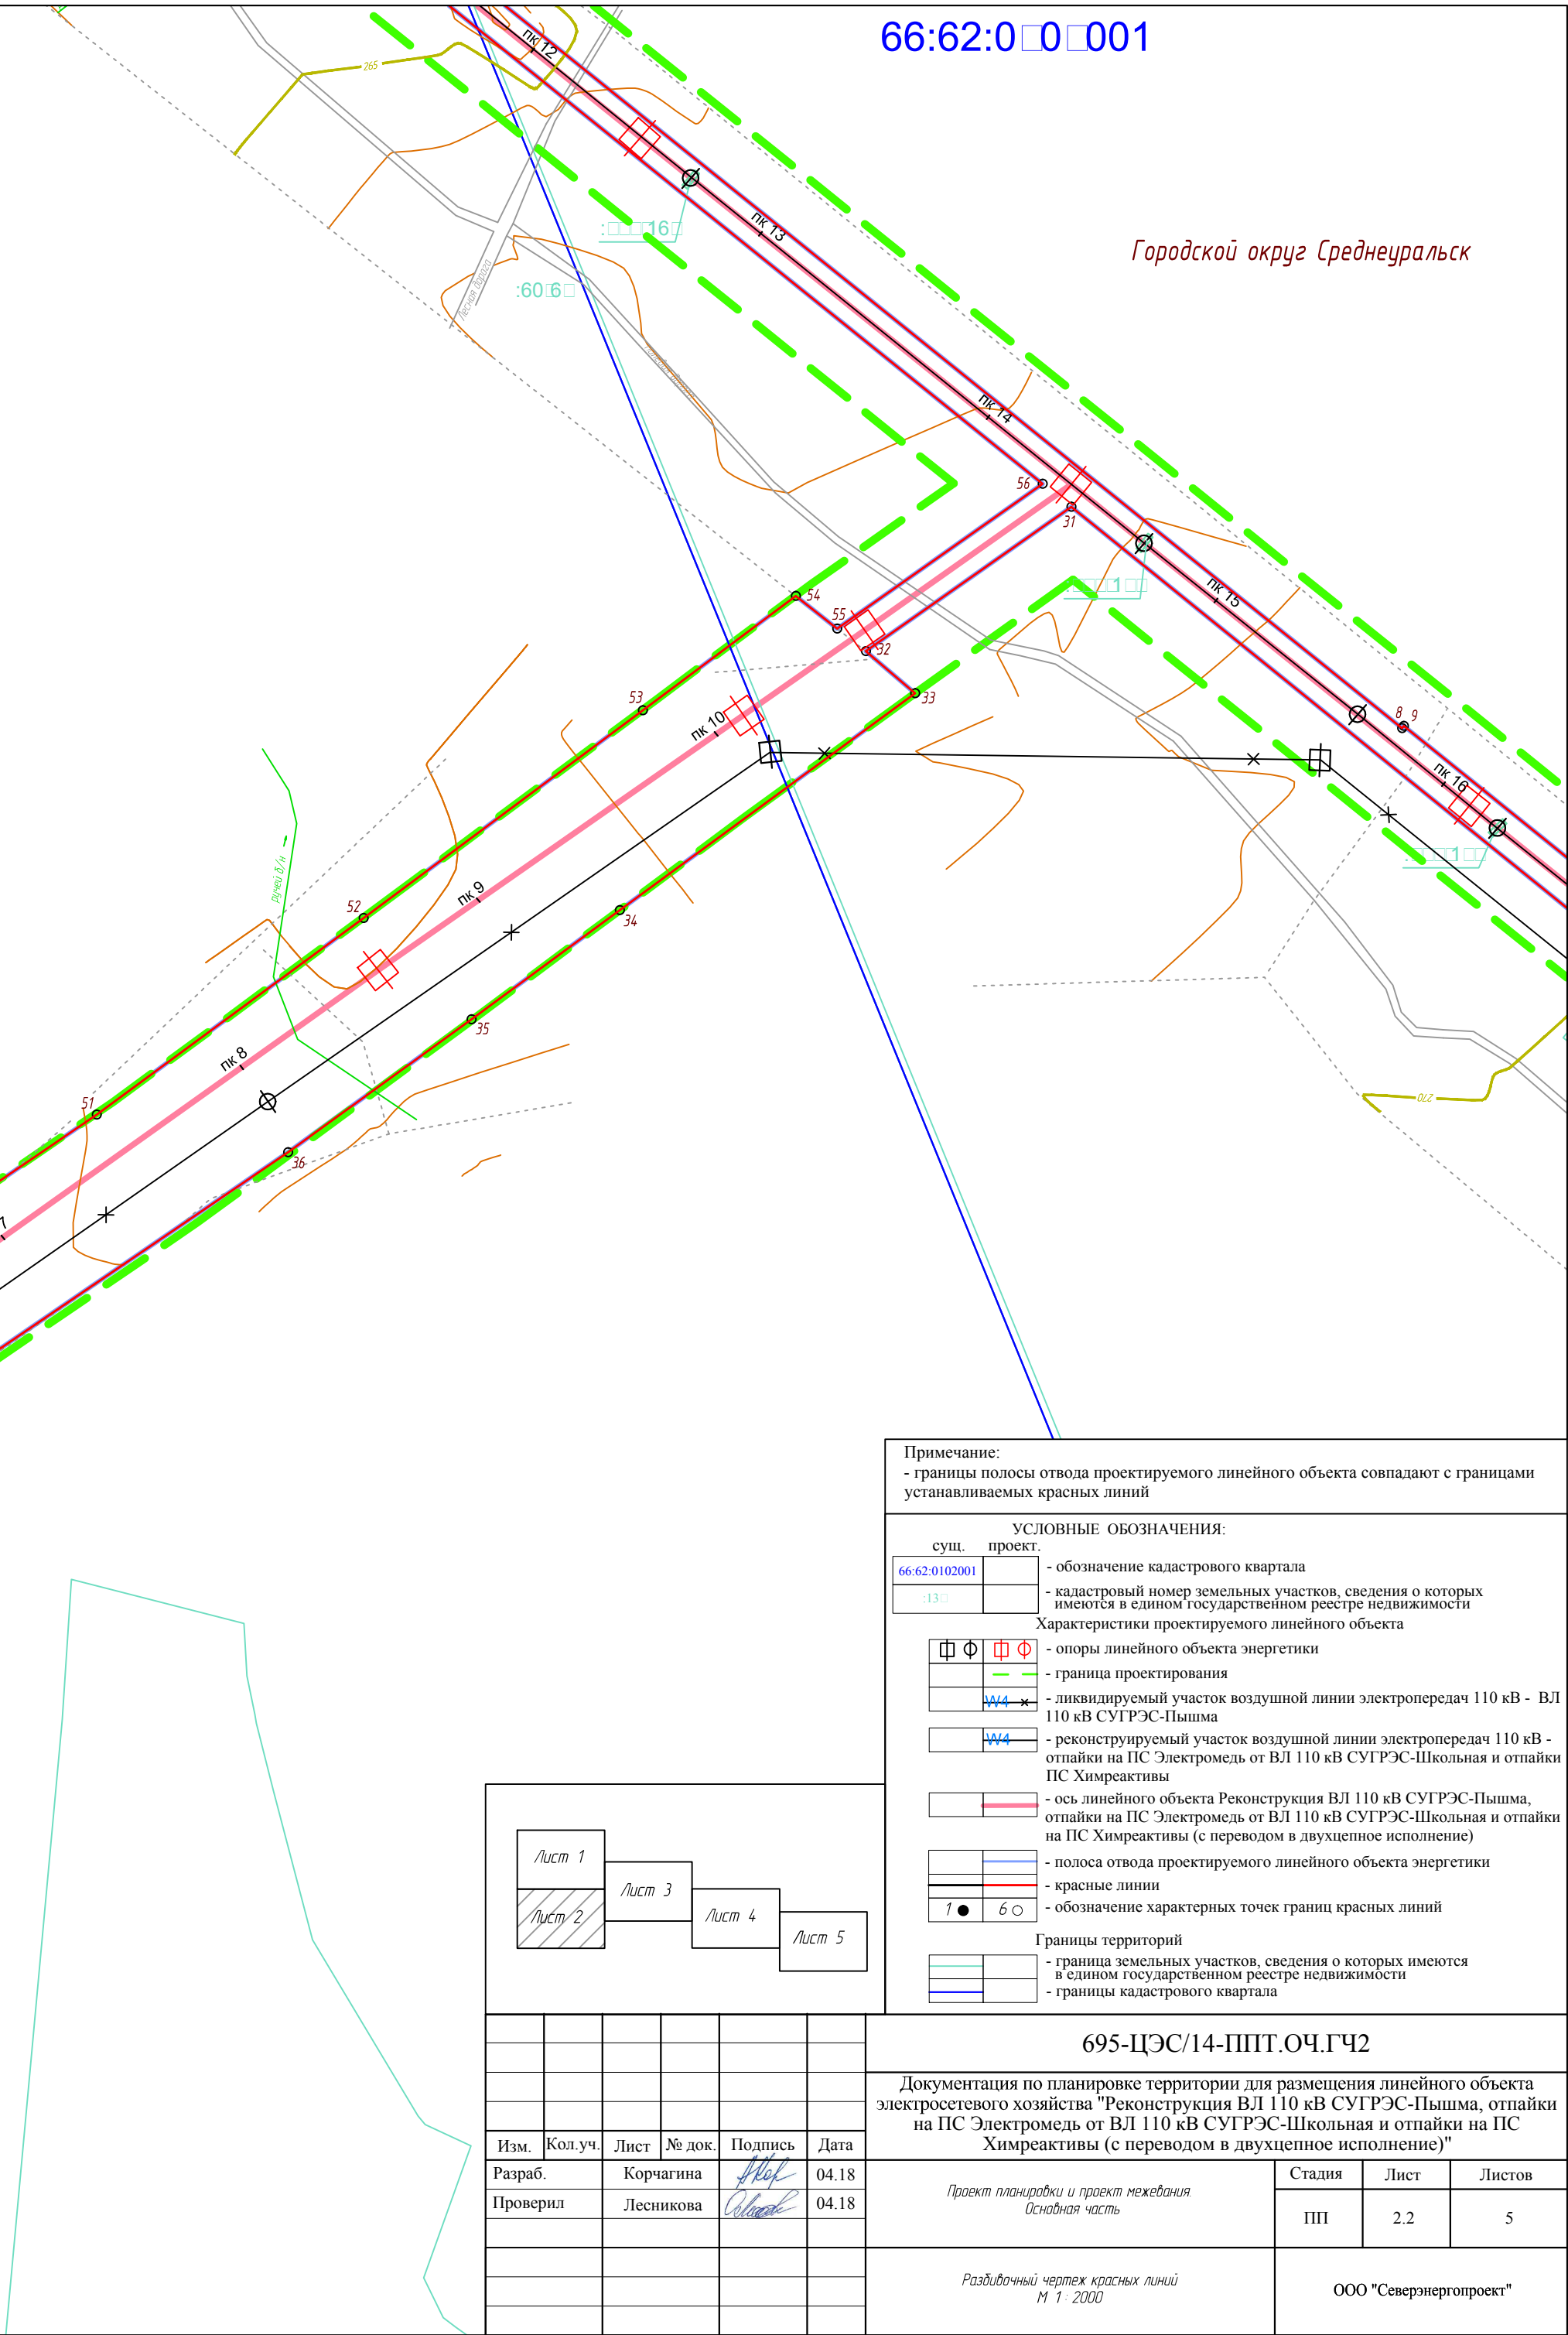 66:62:0□0□001
265
пк 12
пк 13
:□□□16□
:60□6□
Лесная дорога
Городской округ Среднеуральск
пк 14
56
31
54
55
32
33
пк 15
8 9
пк 16
53
пк 10
52
пк 9
34
ручей б/н
35
пк 8
51
36
7
270
Примечание:
- границы полосы отвода проектируемого линейного объекта совпадают с границами
устанавливаемых красных линий
УСЛОВНЫЕ ОБОЗНАЧЕНИЯ:
сущ. проект.
66:62:0102001 - обозначение кадастрового квартала
:13□ - кадастровый номер земельных участков, сведения о которых
имеются в едином государственном реестре недвижимости
Характеристики проектируемого линейного объекта
- опоры линейного объекта энергетики
- граница проектирования
W4 - ликвидируемый участок воздушной линии электропередач 110 кВ - ВЛ
110 кВ СУГРЭС-Пышма
W4 - реконструируемый участок воздушной линии электропередач 110 кВ -
отпайки на ПС Электромедь от ВЛ 110 кВ СУГРЭС-Школьная и отпайки
ПС Химреактивы
- ось линейного объекта Реконструкция ВЛ 110 кВ СУГРЭС-Пышма,
отпайки на ПС Электромедь от ВЛ 110 кВ СУГРЭС-Школьная и отпайки
на ПС Химреактивы (с переводом в двухцепное исполнение)
- полоса отвода проектируемого линейного объекта энергетики
- красные линии
1 6 - обозначение характерных точек границ красных линий
Границы территорий
- граница земельных участков, сведения о которых имеются
в едином государственном реестре недвижимости
- границы кадастрового квартала
Лист 1
Лист 2
Лист 3
Лист 4
Лист 5
695-ЦЭС/14-ППТ.ОЧ.ГЧ2
Документация по планировке территории для размещения линейного объекта
электросетевого хозяйства "Реконструкция ВЛ 110 кВ СУГРЭС-Пышма, отпайки
на ПС Электромедь от ВЛ 110 кВ СУГРЭС-Школьная и отпайки на ПС
Химреактивы (с переводом в двухцепное исполнение)"
Изм. Кол.уч. Лист № док. Подпись Дата
Разраб. Корчагина 04.18
Проверил Лесникова 04.18
Проект планировки и проект межевания.
Основная часть
Стадия Лист Листов
ПП 2.2 5
Разбивочный чертеж красных линий
М 1 : 2000
ООО "Северэнергопроект"